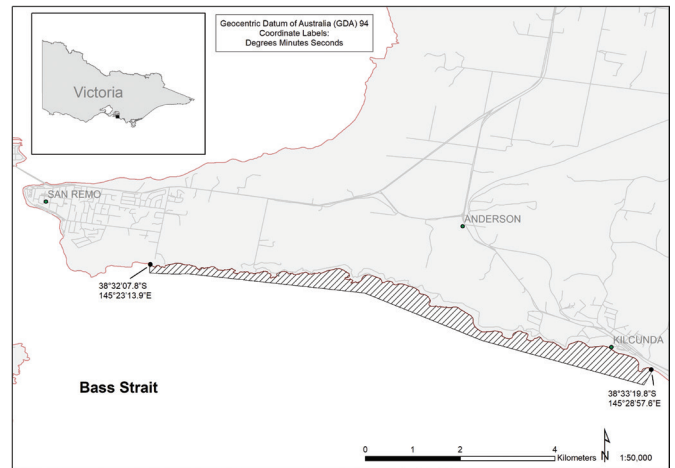 Geocentric Datum of Australia (GDA) 94
Coordinate Labels:
Degrees Minutes Seconds
Victoria
SAN REMO
ANDERSON
38°32'07.8"S
145°23'13.9"E
KILCUNDA
Bass Strait
38°33'19.8"S
145°28'57.6"E
0 1 2 4
Kilometers N 1:50,000